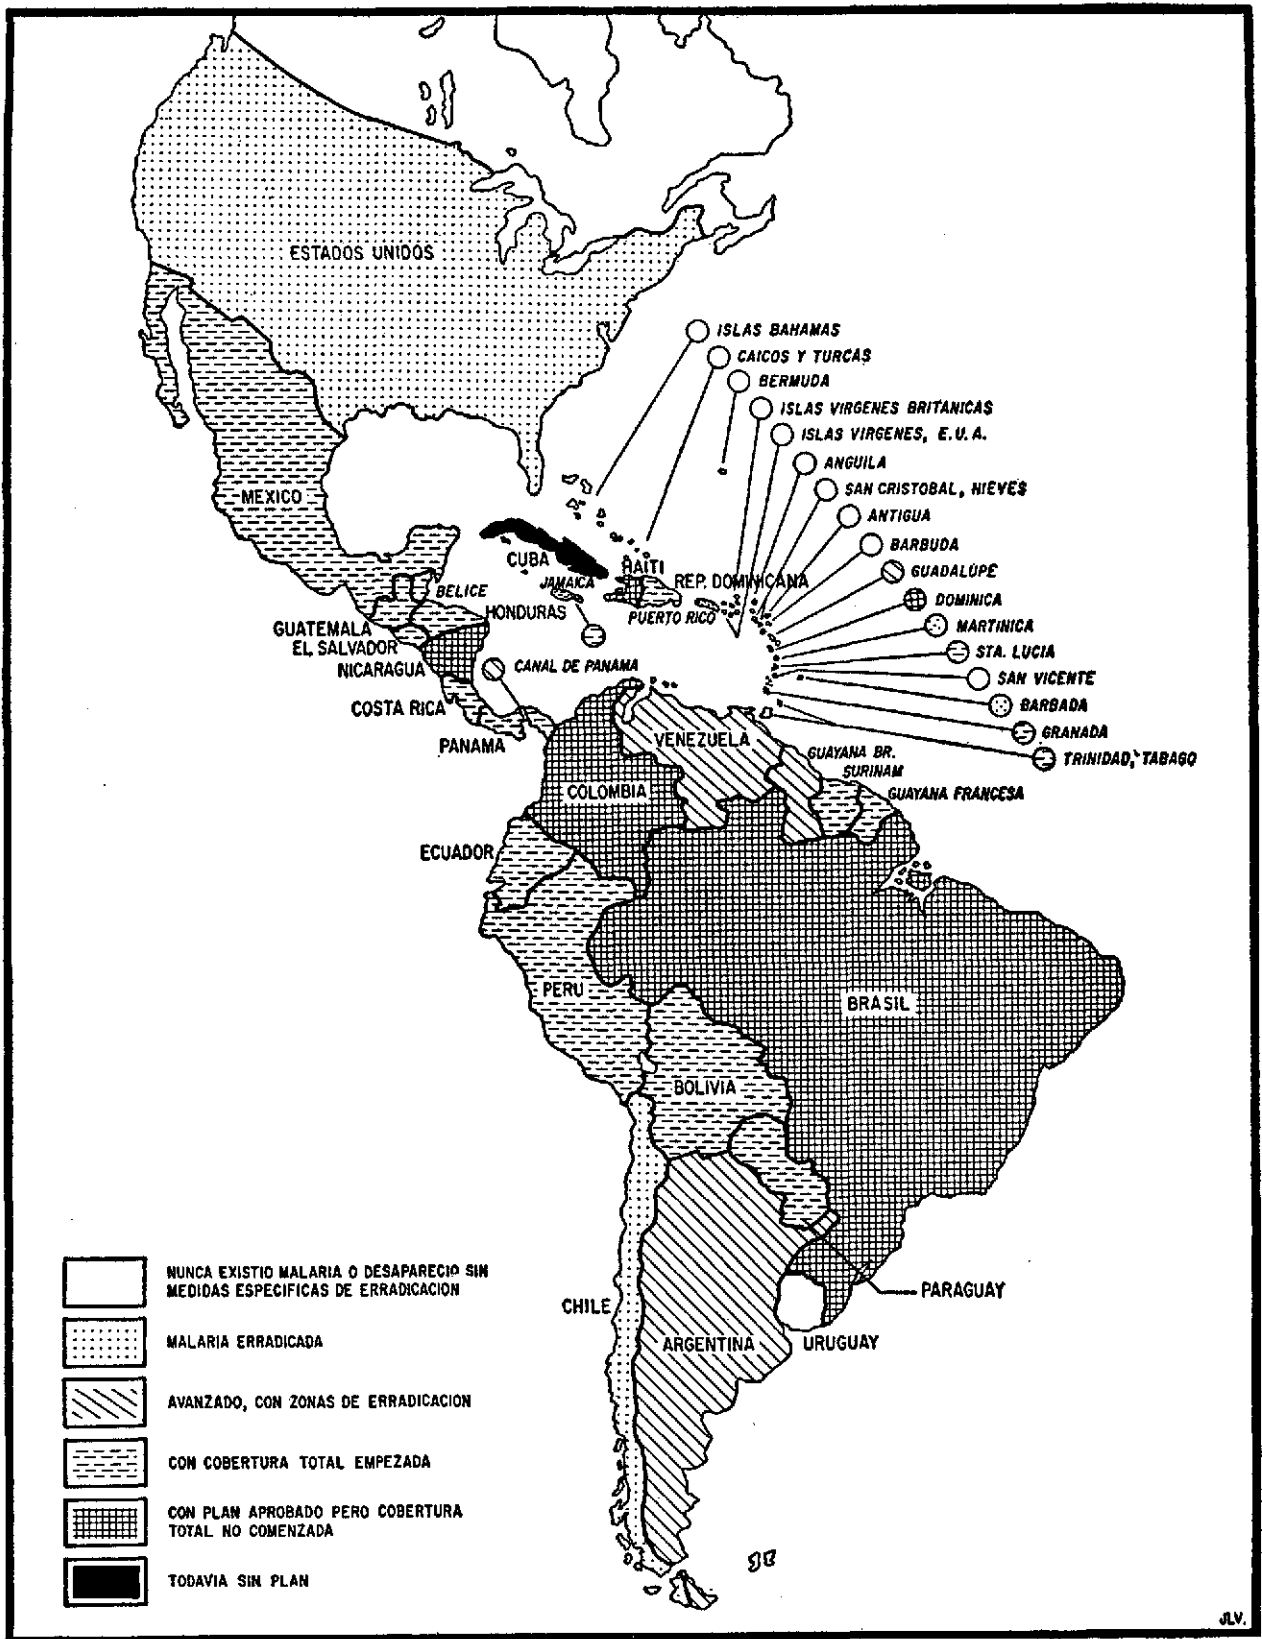 ESTADOS UNIDOS
ISLAS BAHAMAS
CAICOS Y TURCAS
BERMUDA
ISLAS VIRGENES BRITANICAS
ISLAS VIRGENES, E.U.A.
ANGUILA
SAN CRISTOBAL, NIEVES
ANTIGUA
BARBUDA
GUADALUPE
DOMINICA
MARTINICA
STA. LUCIA
SAN VICENTE
BARBADA
GRANADA
TRINIDAD, TABAGO
MEXICO
CUBA
HAITI
JAMAICA
REP. DOMINICANA
BELICE
HONDURAS
PUERTO RICO
GUATEMALA
EL SALVADOR
NICARAGUA
CANAL DE PANAMA
COSTA RICA
PANAMA
VENEZUELA
GUAYANA BR.
SURINAM
GUAYANA FRANCESA
COLOMBIA
ECUADOR
PERU
BRASIL
BOLIVIA
PARAGUAY
CHILE
ARGENTINA
URUGUAY
NUNCA EXISTIO MALARIA O DESAPARECIO SIN
MEDIDAS ESPECIFICAS DE ERRADICACION
MALARIA ERRADICADA
AVANZADO, CON ZONAS DE ERRADICACION
CON COBERTURA TOTAL EMPEZADA
CON PLAN APROBADO PERO COBERTURA
TOTAL NO COMENZADA
TODAVIA SIN PLAN
JLV.